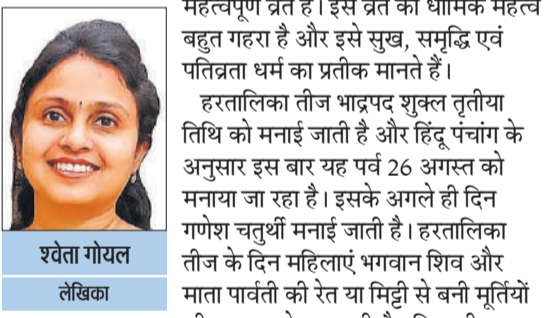 महत्वपूर्ण व्रत है। इस व्रत का धार्मिक महत्व
बहुत गहरा है और इसे सुख, समृद्धि एवं
पतिव्रता धर्म का प्रतीक मानते हैं।
हरतालिका तीज भाद्रपद शुक्ल तृतीया
तिथि को मनाई जाती है और हिंदू पंचांग के
अनुसार इस बार यह पर्व 26 अगस्त को
मनाया जा रहा है। इसके अगले ही दिन
गणेश चतुर्थी मनाई जाती है। हरतालिका
तीज के दिन महिलाएं भगवान शिव और
माता पार्वती की रेत या मिट्टी से बनी मूर्तियों
श्वेता गोयल
लेखिका